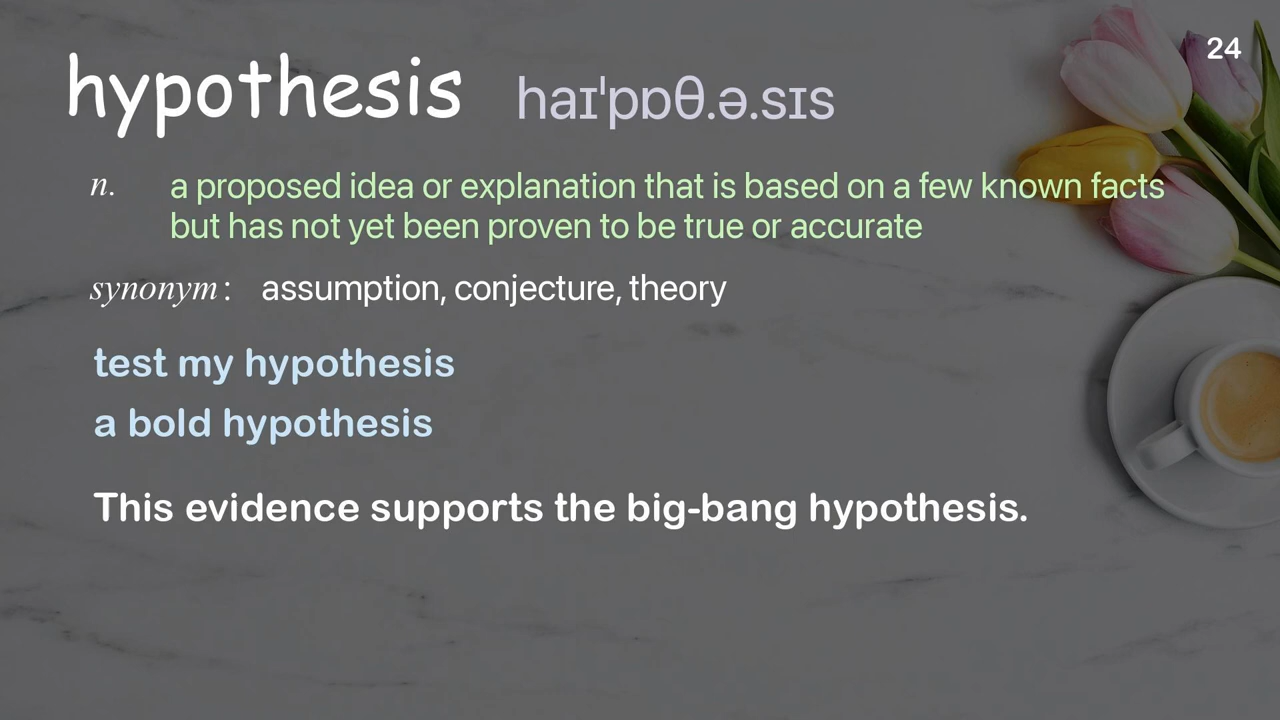 24
hypothesis haɪˈpɒθ.ə.sɪs
n. a proposed idea or explanation that is based on a few known facts
but has not yet been proven to be true or accurate
synonym: assumption, conjecture, theory
test my hypothesis
a bold hypothesis
This evidence supports the big-bang hypothesis.